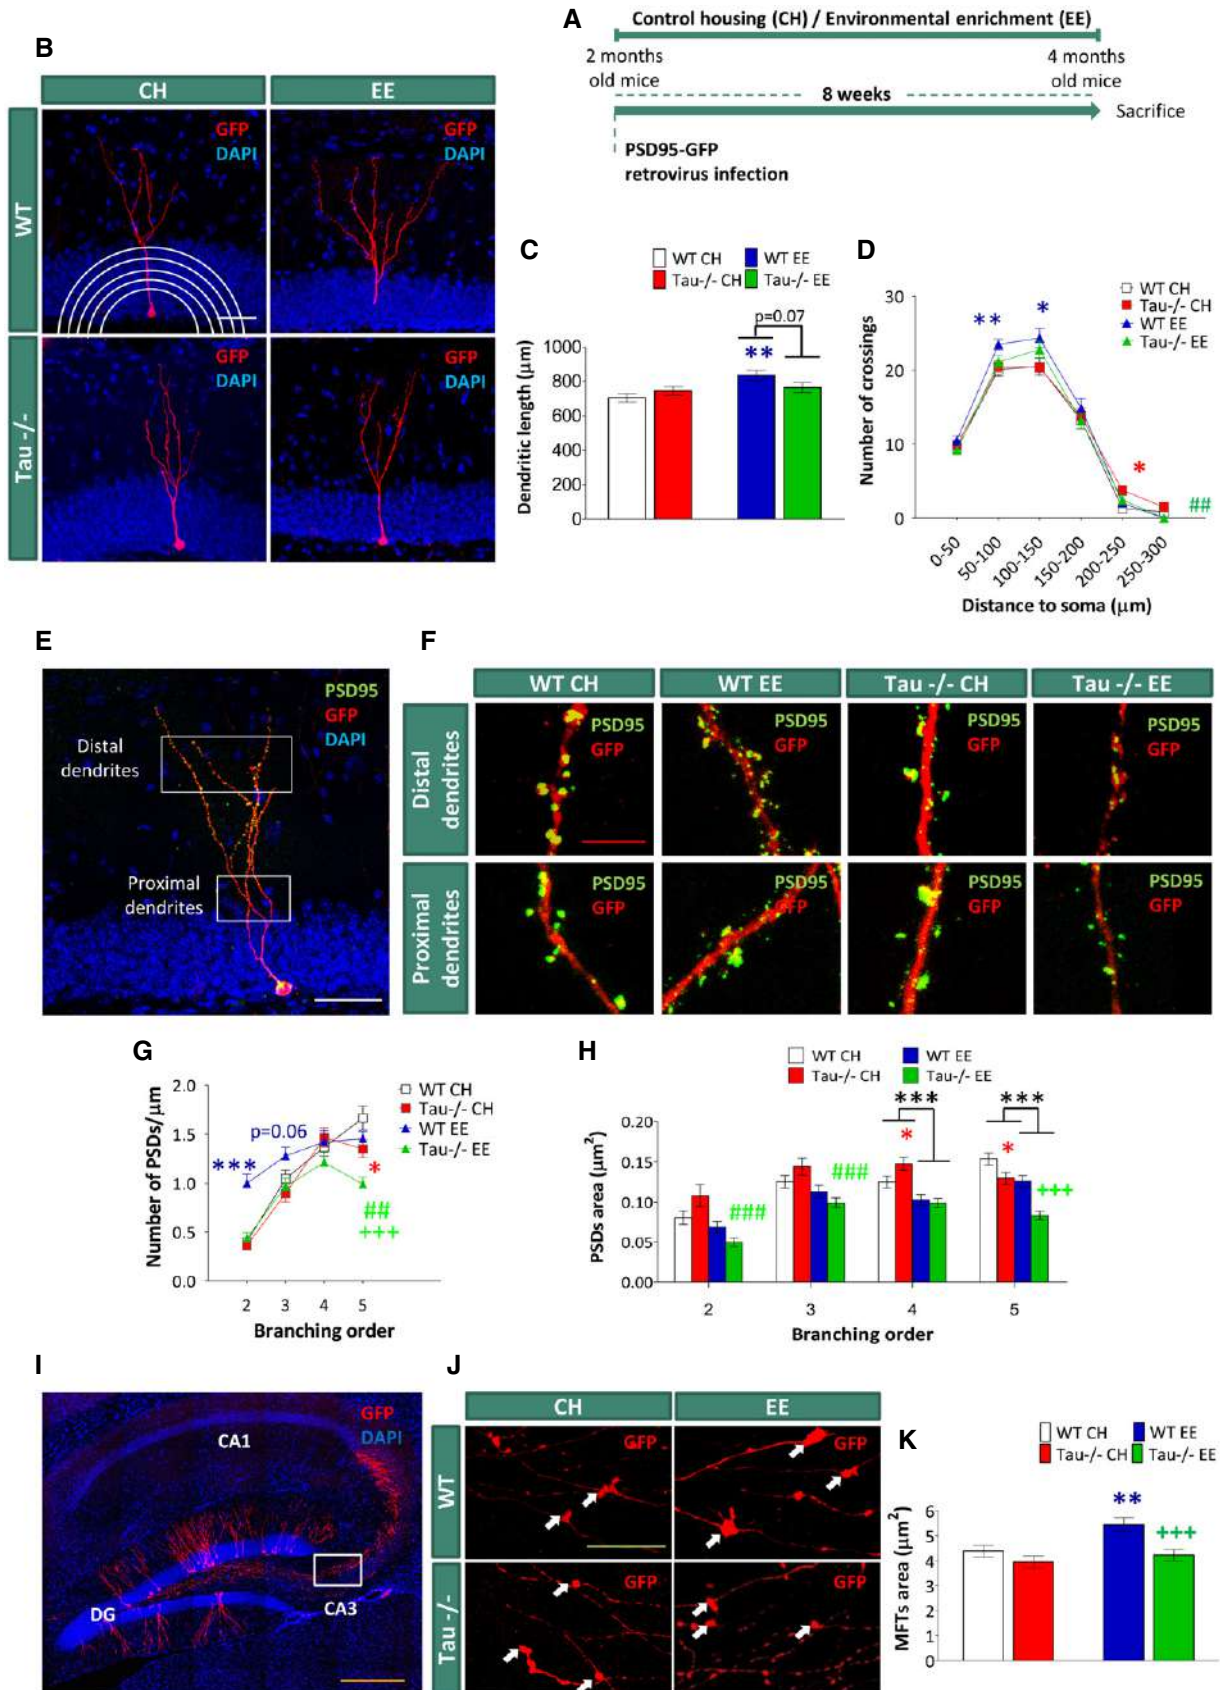 A
Control housing (CH) / Environmental enrichment (EE)
2 months
old mice
4 months
old mice
8 weeks
Sacrifice
PSD95-GFP
retrovirus infection
B
CH
EE
WT
GFP
DAPI
GFP
DAPI
Tau -/-
GFP
DAPI
GFP
DAPI
C
WT CH
WT EE
Tau-/- CH
Tau-/- EE
p=0.07
**
Dendritic length (μm)
1000
800
600
400
200
0
D
WT CH
Tau-/- CH
WT EE
Tau-/- EE
**
*
*
##
Number of crossings
30
20
10
0
0-50
50-100
100-150
150-200
200-250
250-300
Distance to soma (μm)
E
PSD95
GFP
DAPI
Distal
dendrites
Proximal
dendrites
F
WT CH
WT EE
Tau -/- CH
Tau -/- EE
Distal
dendrites
PSD95
GFP
PSD95
GFP
PSD95
GFP
PSD95
GFP
Proximal
dendrites
PSD95
GFP
PSD95
GFP
PSD95
GFP
PSD95
GFP
G
WT CH
Tau-/- CH
WT EE
Tau-/- EE
***
p=0.06
*
##
+++
Number of PSDs/μm
2.0
1.5
1.0
0.5
0.0
2
3
4
5
Branching order
H
WT CH
WT EE
Tau-/- CH
Tau-/- EE
PSDs area (μm²)
0.20
0.15
0.10
0.05
0.00
###
###
***
*
***
*
+++
2
3
4
5
Branching order
I
GFP
DAPI
CA1
DG
CA3
J
CH
EE
WT
GFP
GFP
Tau -/-
GFP
GFP
K
WT CH
WT EE
Tau-/- CH
Tau-/- EE
**
+++
MFTs area (μm²)
6
5
4
3
2
1
0